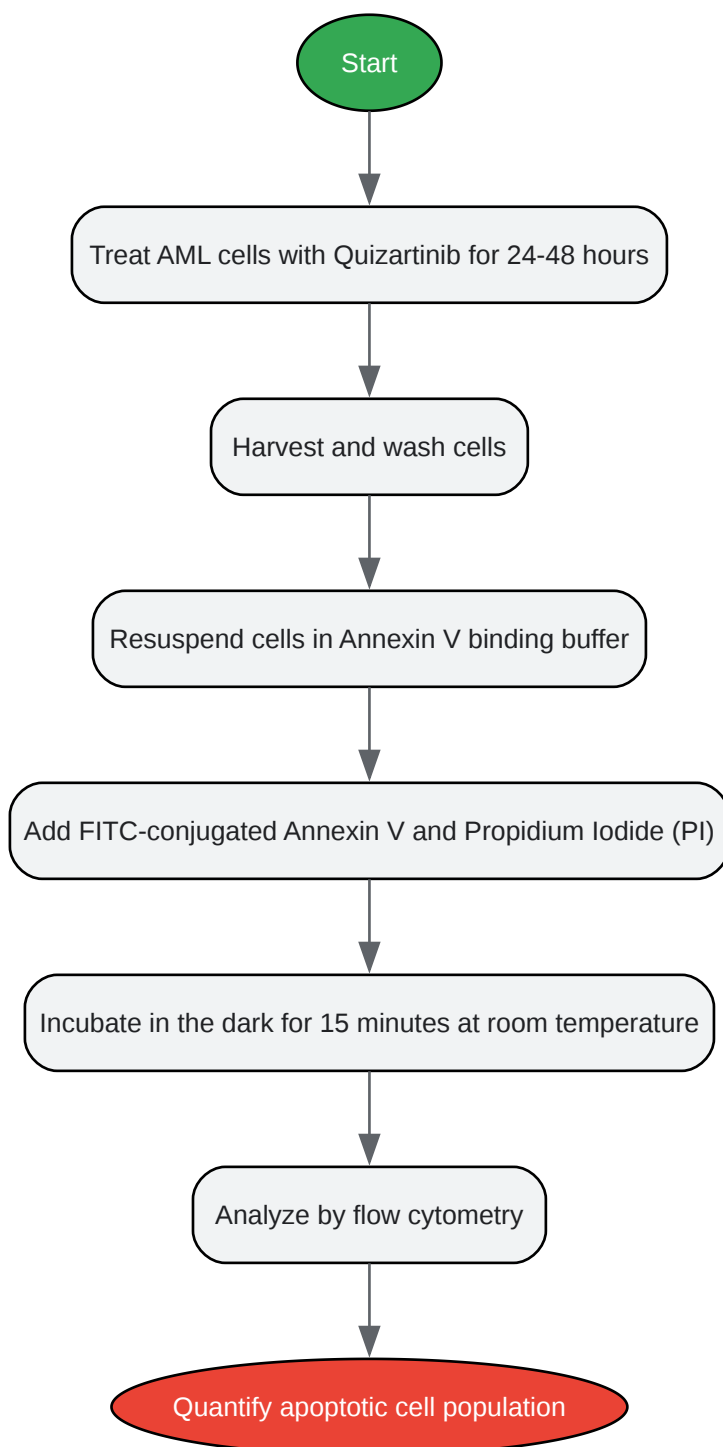 Start
Treat AML cells with Quizartinib for 24-48 hours
Harvest and wash cells
Resuspend cells in Annexin V binding buffer
Add FITC-conjugated Annexin V and Propidium Iodide (PI)
Incubate in the dark for 15 minutes at room temperature
Analyze by flow cytometry
Quantify apoptotic cell population